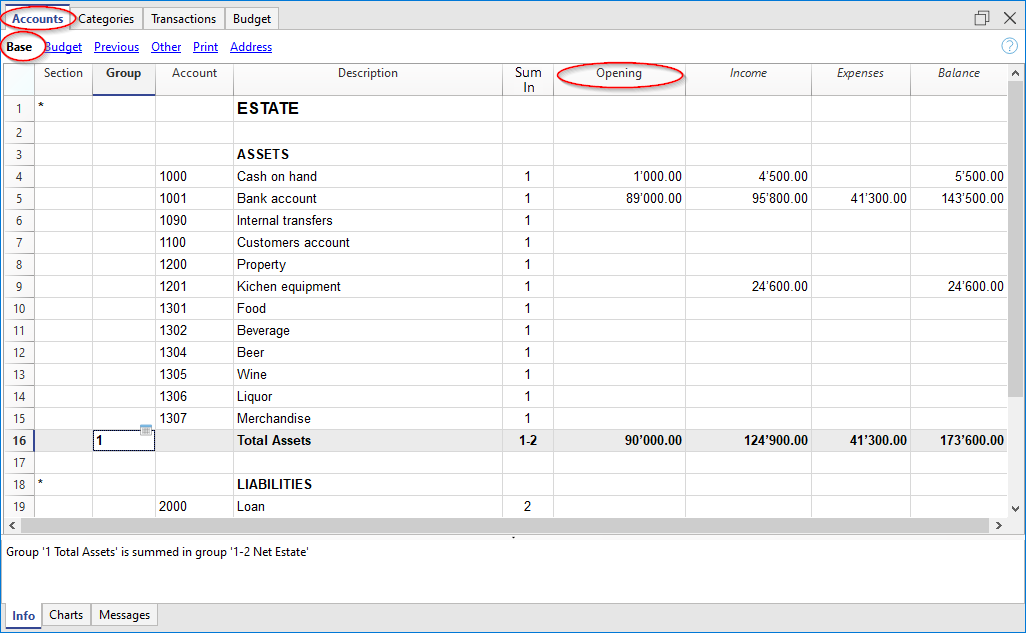 Accounts Categories Transactions Budget
Base Budget Previous Other Print Address ?
Section Group Account Description Sum In Opening Income Expenses Balance
1 * ESTATE
2
3 ASSETS
4 1000 Cash on hand 1 1’000.00 4’500.00 5’500.00
5 1001 Bank account 1 89’000.00 95’800.00 41’300.00 143’500.00
6 1090 Internal transfers 1
7 1100 Customers account 1
8 1200 Property 1
9 1201 Kichen equipment 1 24’600.00 24’600.00
10 1301 Food 1
11 1302 Beverage 1
12 1304 Beer 1
13 1305 Wine 1
14 1306 Liquor 1
15 1307 Merchandise 1
16 1 Total Assets 1-2 90’000.00 124’900.00 41’300.00 173’600.00
17
18 * LIABILITIES
19 2000 Loan 2
Group '1 Total Assets' is summed in group '1-2 Net Estate'
Info Charts Messages